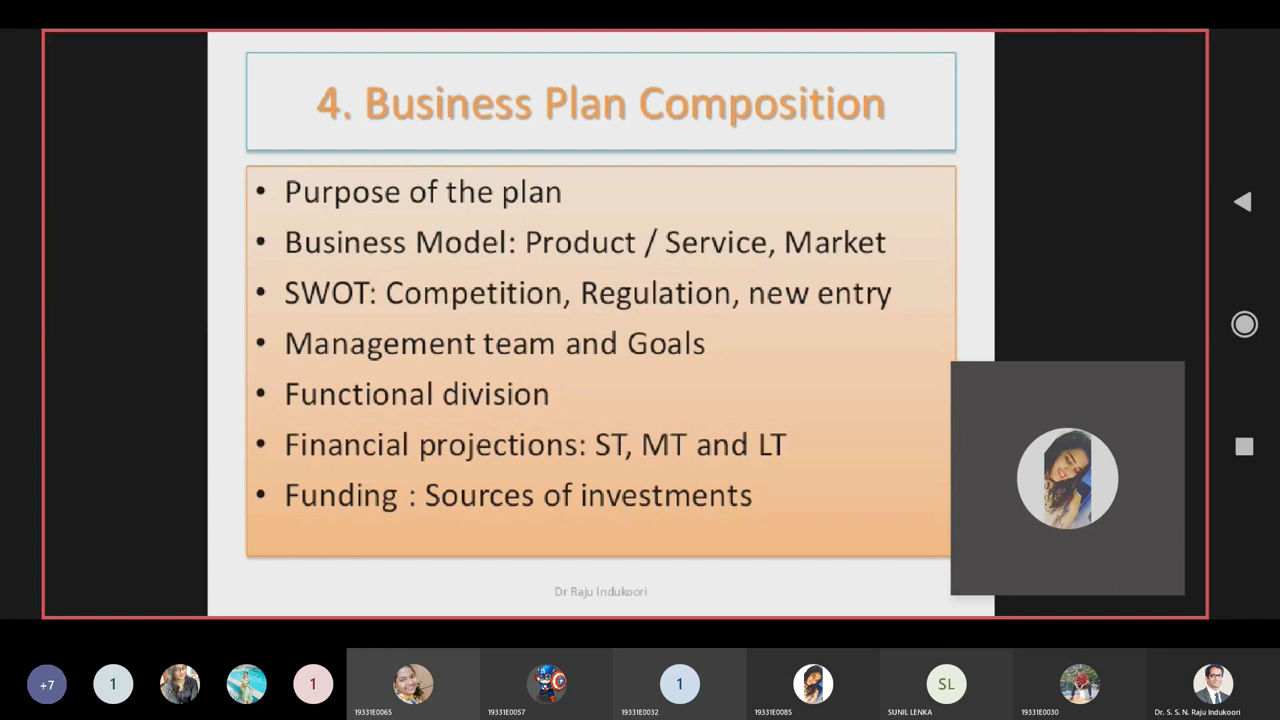 4. Business Plan Composition
• Purpose of the plan
• Business Model: Product / Service, Market
• SWOT: Competition, Regulation, new entry
• Management team and Goals
• Functional division
• Financial projections: ST, MT and LT
• Funding : Sources of investments
Dr Raju Indukoori
+7
1
1
1
SL
19331E0065
19331E0057
19331E0032
19331E0085
SUNIL LENKA
19331E0030
Dr. S. S. N. Raju Indukoori